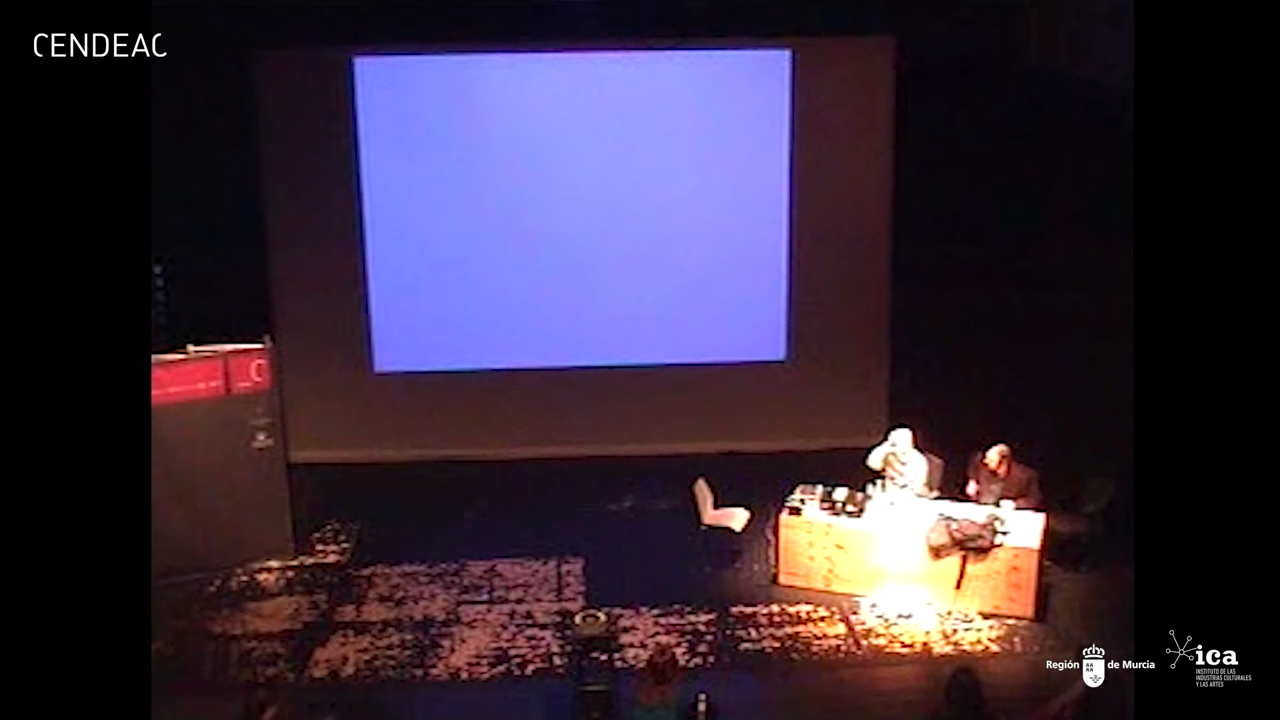 CENDEAC
Región de Murcia
ica
INSTITUTO DE LAS
INDUSTRIAS CULTURALES
Y LAS ARTES